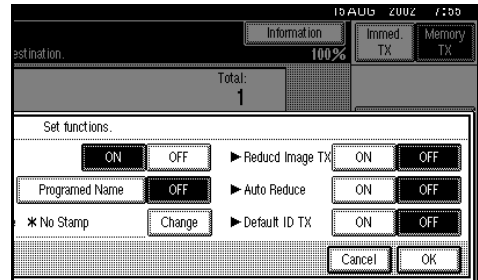 15 AUG 2002 7:55
Information
estination. 100%
Immed. TX
Memory TX
Total:
1
Set functions.
ON OFF ►Reducd Image TX ON OFF
Programed Name OFF ►Auto Reduce ON OFF
✱No Stamp Change ►Default ID TX ON OFF
Cancel OK